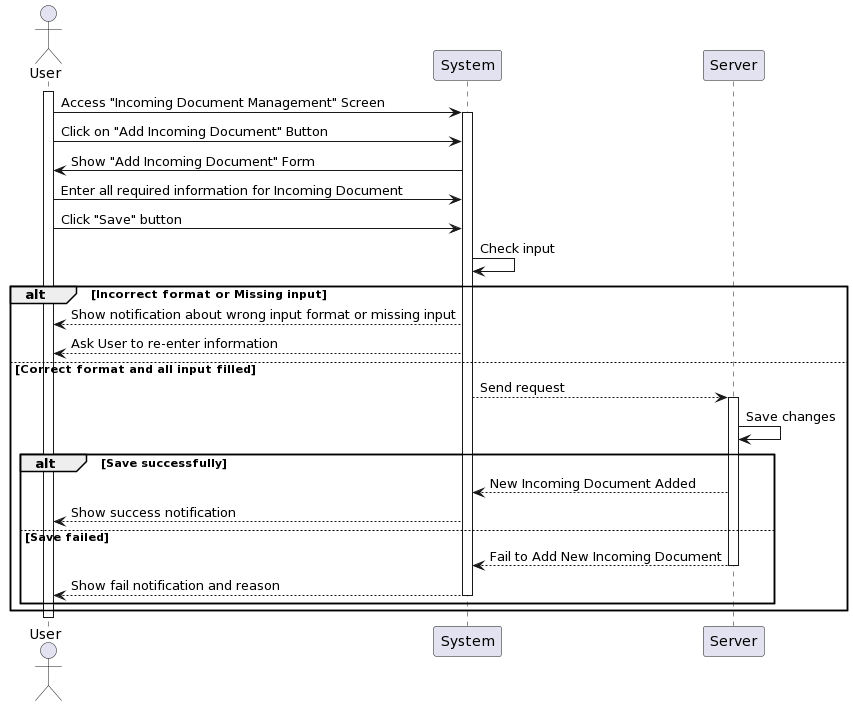 User
System
Server
Access "Incoming Document Management" Screen
Click on "Add Incoming Document" Button
Show "Add Incoming Document" Form
Enter all required information for Incoming Document
Click "Save" button
Check input
alt [Incorrect format or Missing input]
Show notification about wrong input format or missing input
Ask User to re-enter information
[Correct format and all input filled]
Send request
Save changes
alt [Save successfully]
New Incoming Document Added
Show success notification
[Save failed]
Fail to Add New Incoming Document
Show fail notification and reason
User
System
Server